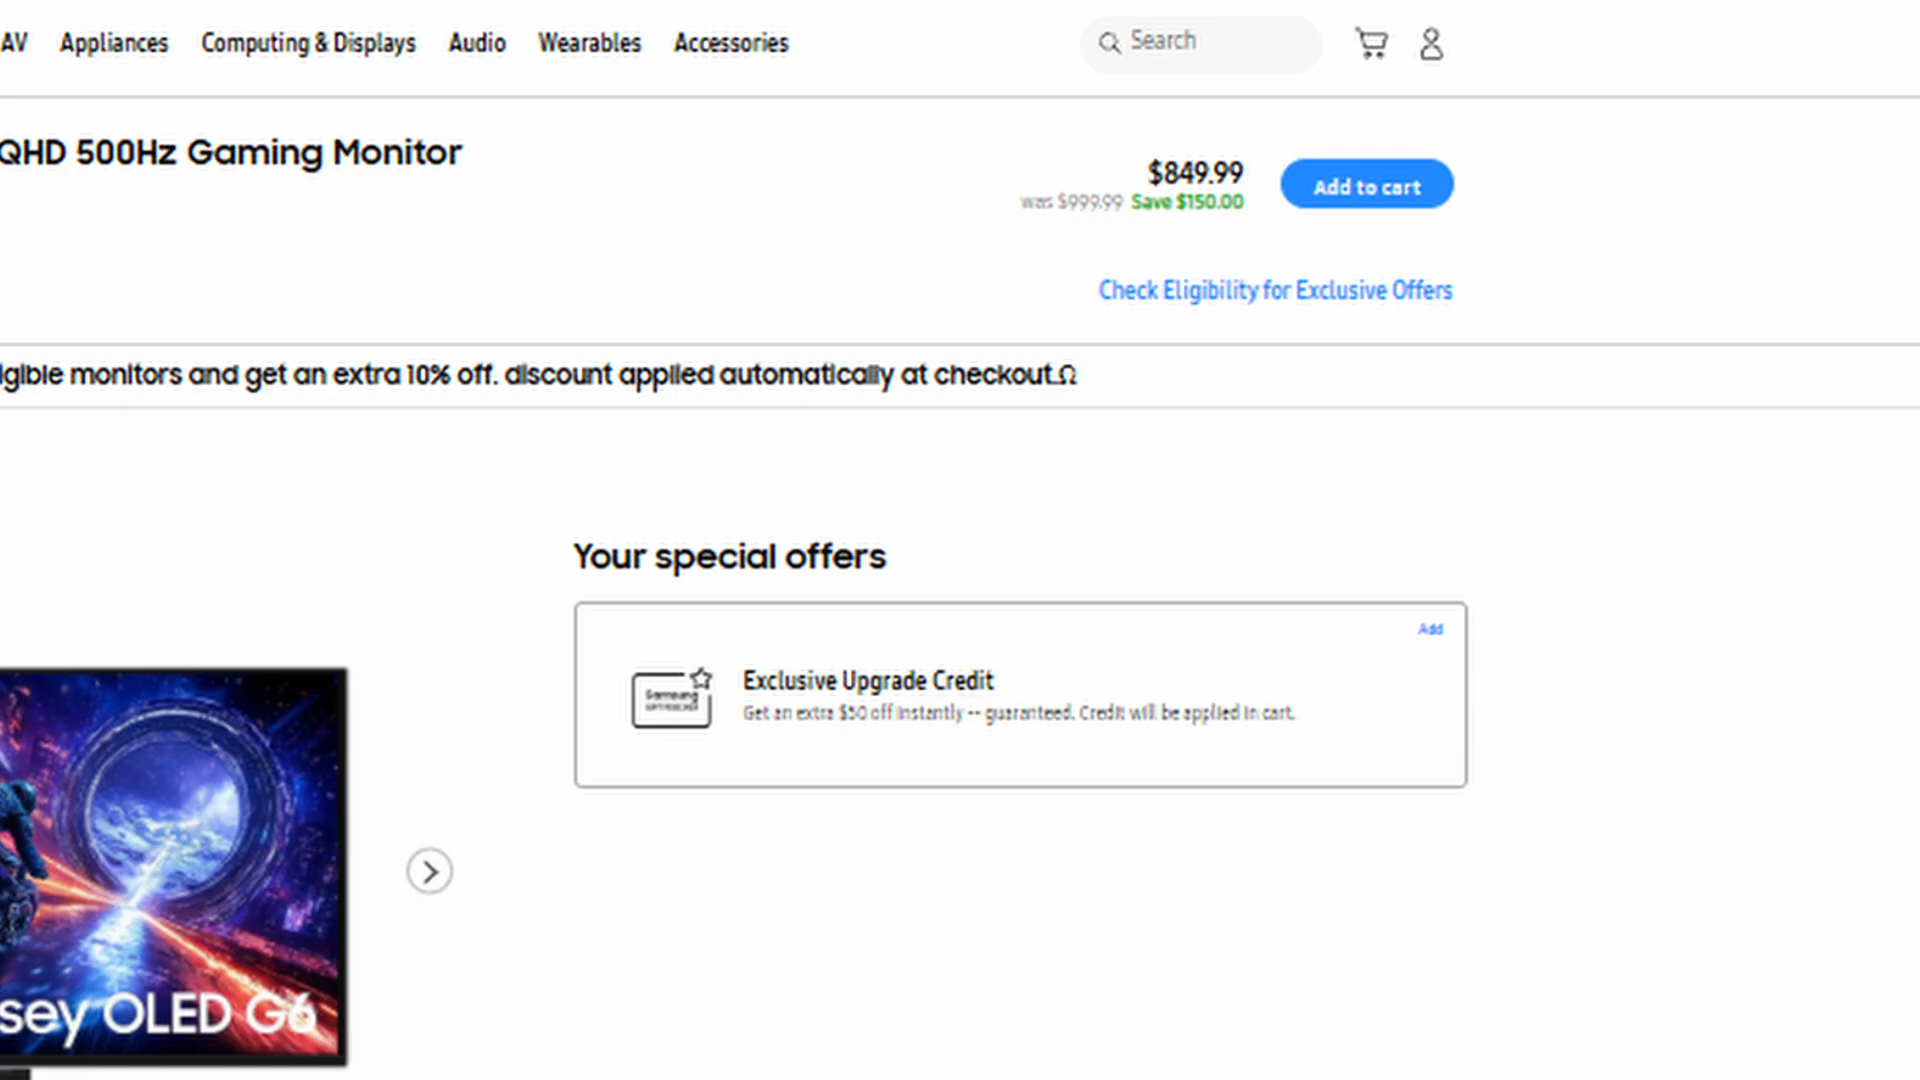 AV Appliances Computing & Displays Audio Wearables Accessories Search
QHD 500Hz Gaming Monitor
$849.99 Add to cart
was $999.99 Save $150.00
Check Eligibility for Exclusive Offers
igible monitors and get an extra 10% off. discount applied automatically at checkout.Ω
Your special offers
Add
Exclusive Upgrade Credit
Samsung
Get an extra $50 off instantly -- guaranteed. Credit will be applied in cart.
sey OLED G6